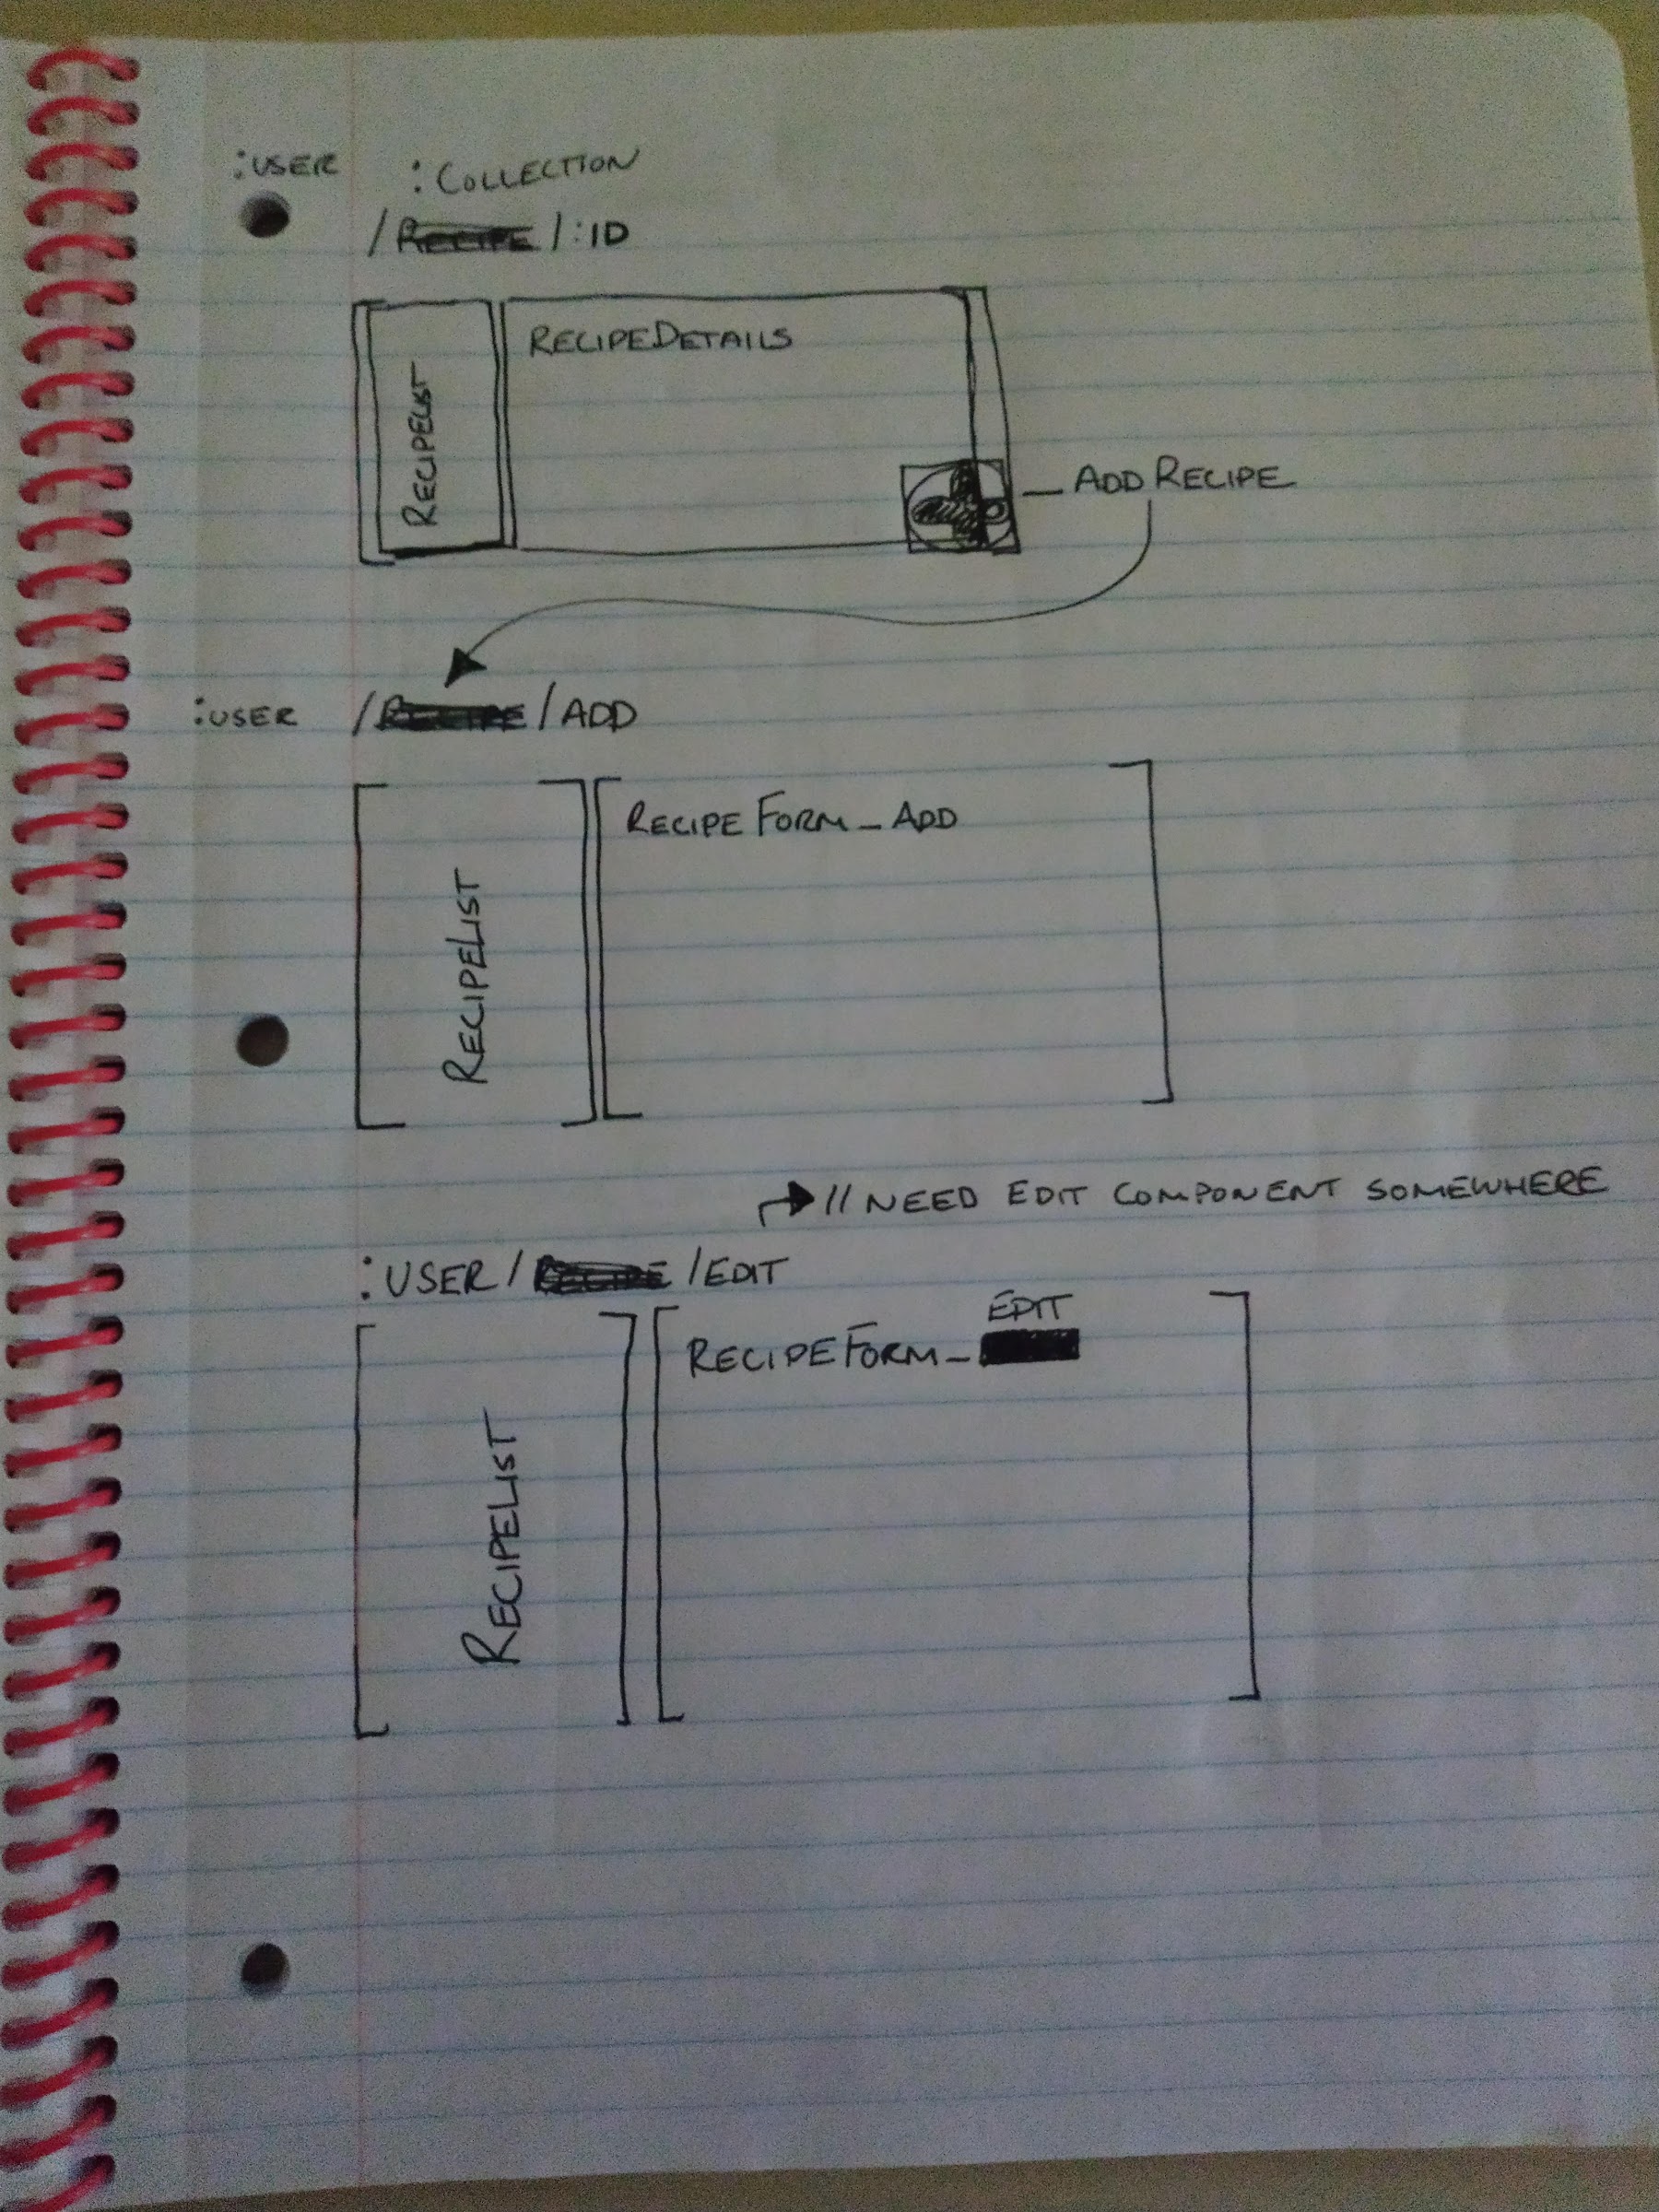 :USER :COLLECTION
/RECIPE/:ID
RECIPEDETAILS
RECIPELIST
ADD RECIPE
:USER /RECIPE/ADD
RECIPE FORM_ADD
RECIPELIST
// NEED EDIT COMPONENT SOMEWHERE
:USER/RECIPE/EDIT
EDIT
RECIPEFORM_
RECIPELIST